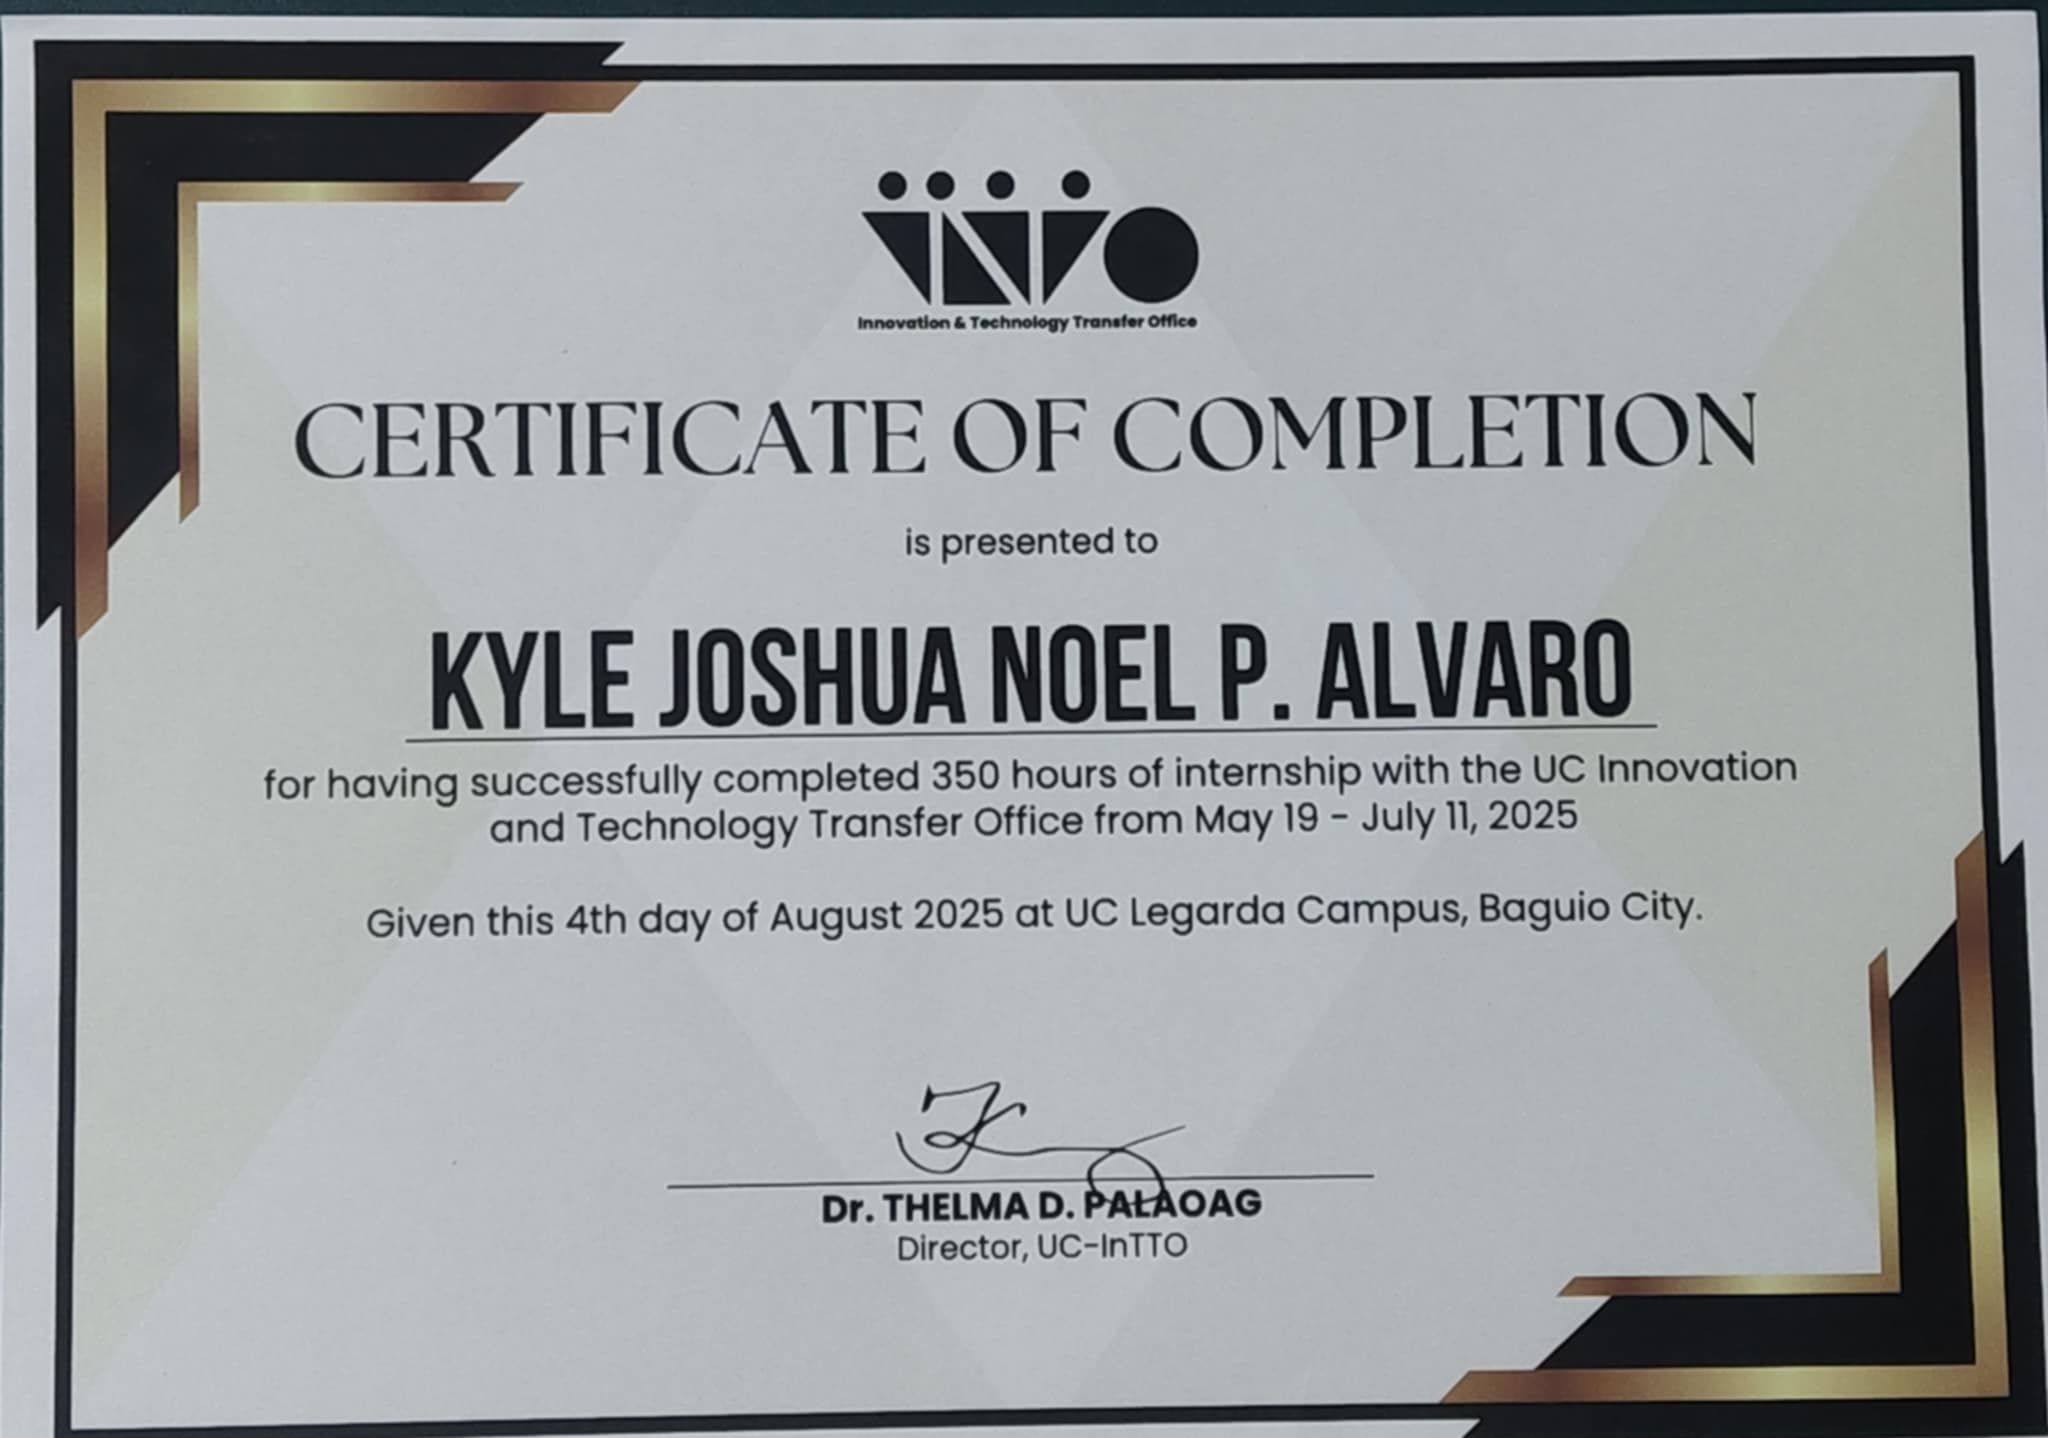 INTTO
Innovation & Technology Transfer Office
CERTIFICATE OF COMPLETION
is presented to
KYLE JOSHUA NOEL P. ALVARO
for having successfully completed 350 hours of internship with the UC Innovation
and Technology Transfer Office from May 19 - July 11, 2025
Given this 4th day of August 2025 at UC Legarda Campus, Baguio City.
Dr. THELMA D. PALAOAG
Director, UC-InTTO